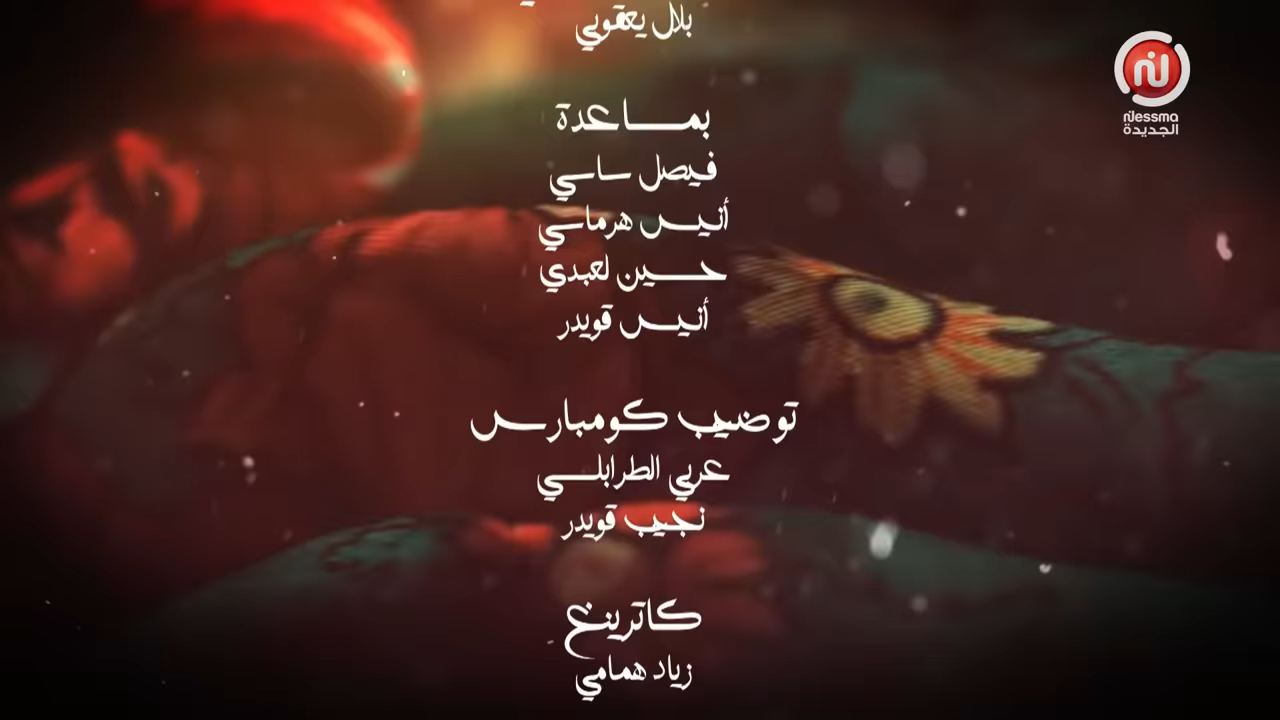 بلال يعقوبي
Nessma
الجديدة
بمساعدة
فيصل ساسي
أنيس هرماسي
حسين لعبدي
أنيس قويدر
توضيب كومبارس
عربي الطرابلسي
نجيب قويدر
كاترينغ
زياد همامي